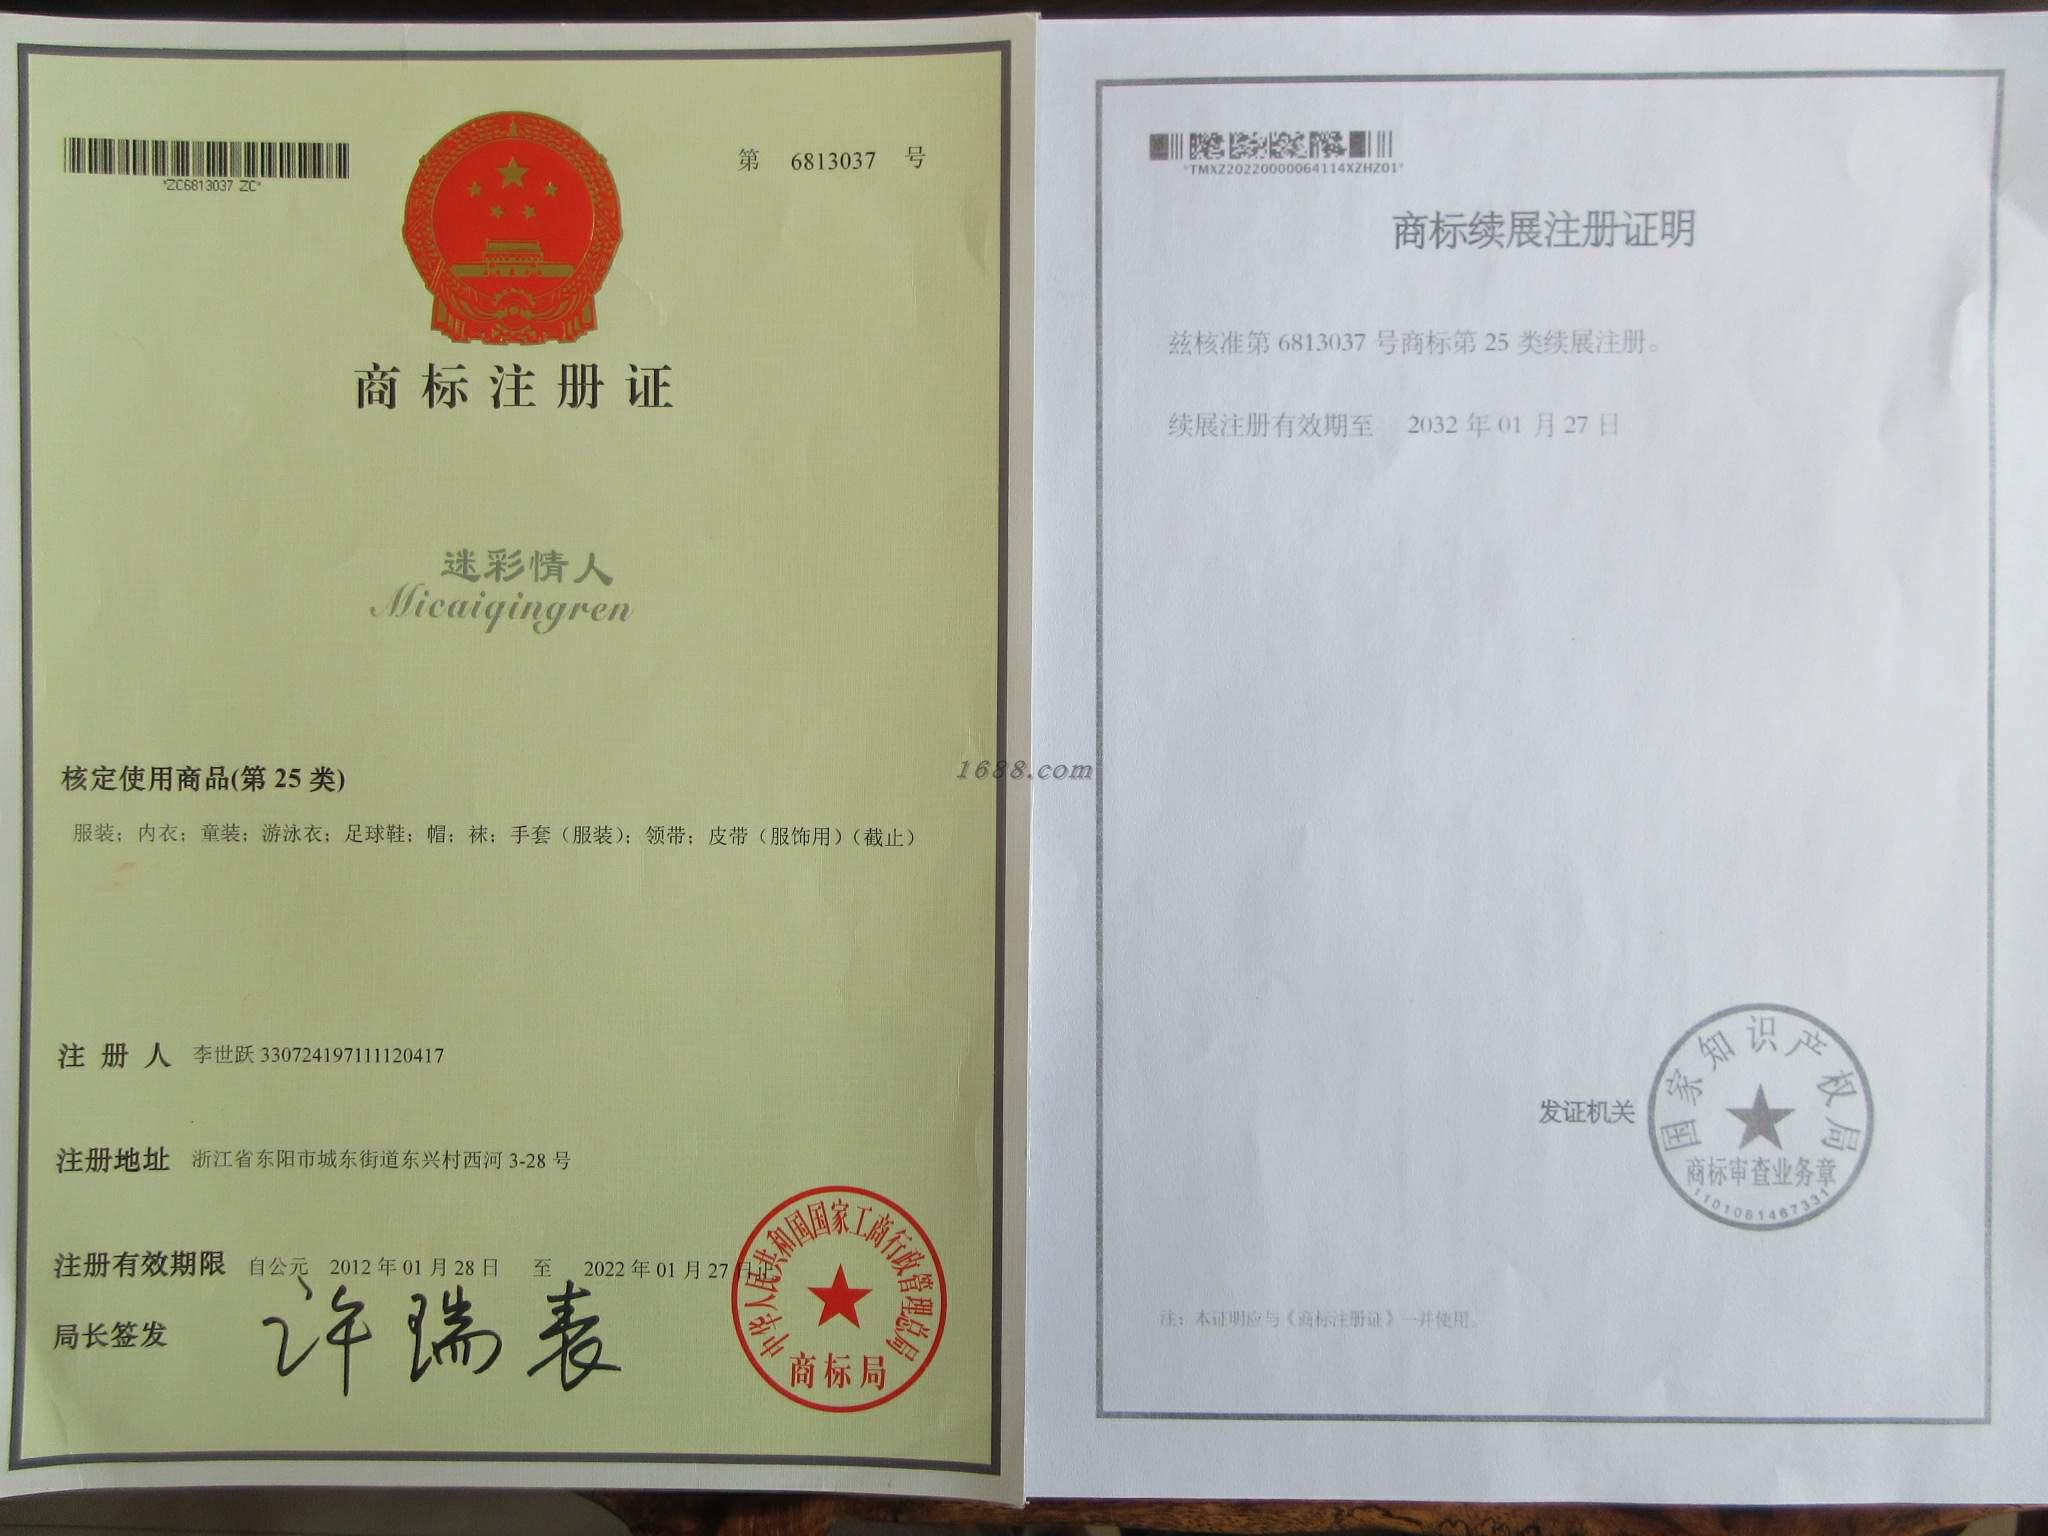 *ZC6813037 ZC*
第 6813037 号
商标注册证
迷彩情人
Micaiqingren
核定使用商品(第 25 类)
服装；内衣；童装；游泳衣；足球鞋；帽；袜；手套（服装）；领带；皮带（服饰用）（截止）
注 册 人 李世跃 330724197111120417
注册地址 浙江省东阳市城东街道东兴村西河 3-28 号
注册有效期限 自公元 2012 年 01 月 28 日 至 2022 年 01 月 27 日止
局长签发 许瑞表
中华人民共和国国家工商行政管理总局
商标局
1688.com
*TMXZ20220000064114XZHZ01*
商标续展注册证明
兹核准第 6813037 号商标第 25 类续展注册。
续展注册有效期至 2032 年 01 月 27 日
发证机关
国家知识产权局
商标审查业务章
1101081467331
注：本证明应与《商标注册证》一并使用。